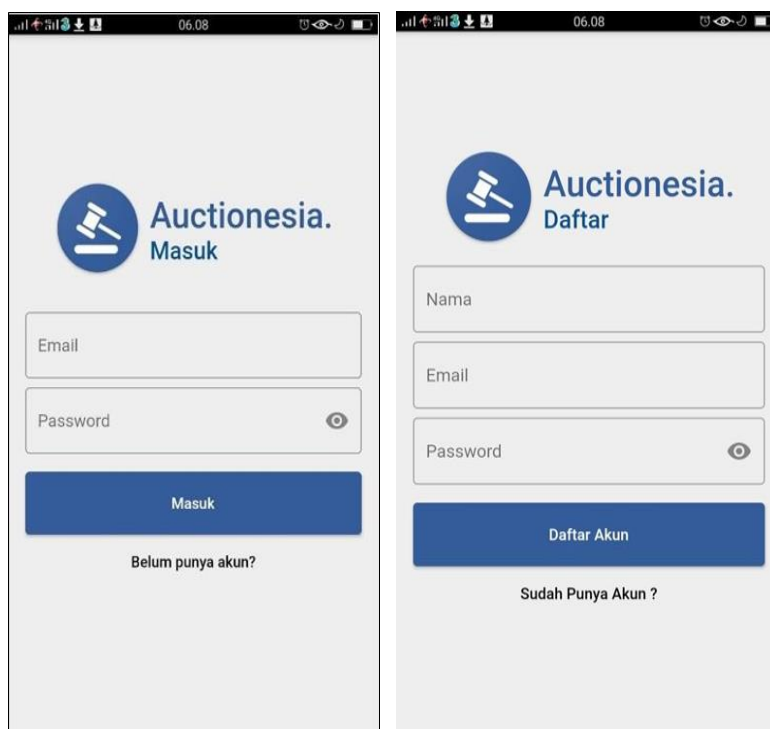 06.08
Auctionesia.
Masuk
Email
Password
Masuk
Belum punya akun?
06.08
Auctionesia.
Daftar
Nama
Email
Password
Daftar Akun
Sudah Punya Akun ?